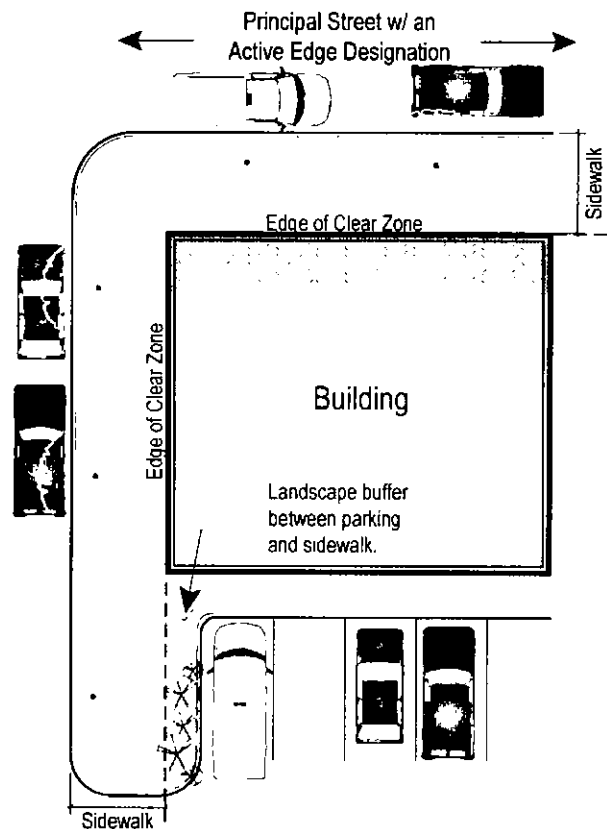 Principal Street w/ an
Active Edge Designation
Sidewalk
Edge of Clear Zone
Edge of Clear Zone
Building
Landscape buffer
between parking
and sidewalk.
Sidewalk